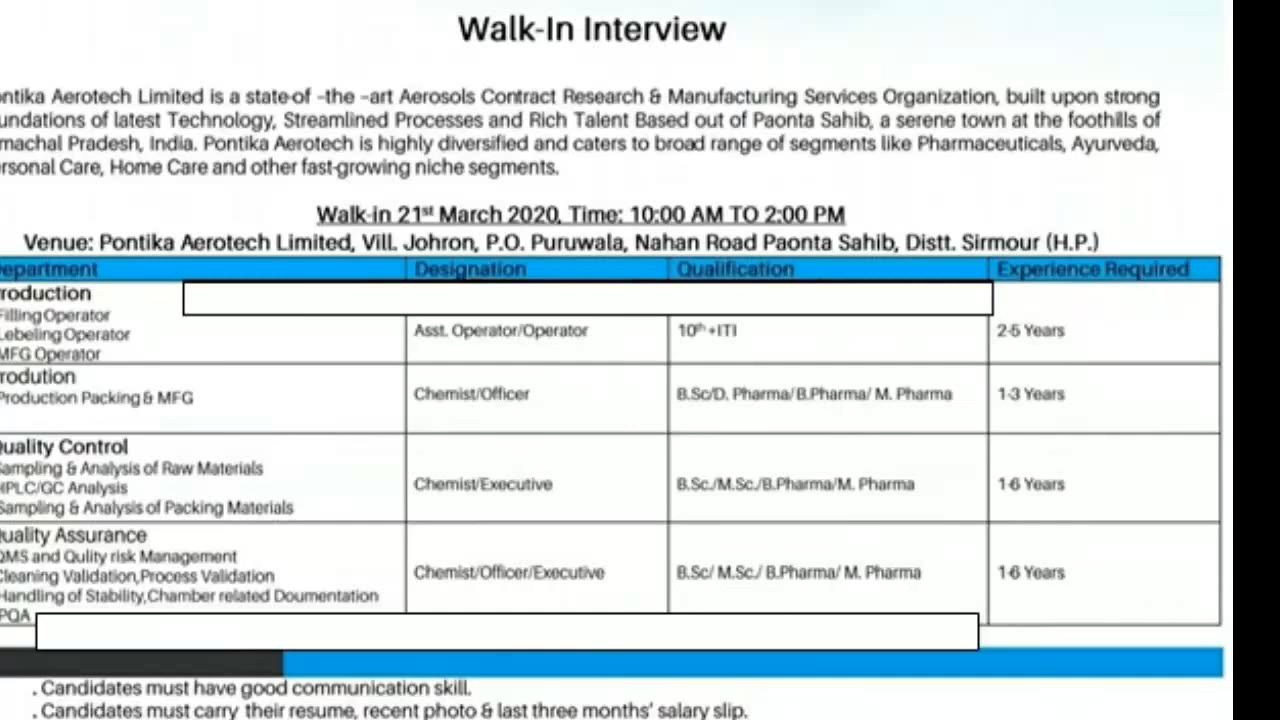 Walk-In Interview
ntika Aerotech Limited is a state-of -the -art Aerosols Contract Research & Manufacturing Services Organization, built upon strong
undations of latest Technology, Streamlined Processes and Rich Talent Based out of Paonta Sahib, a serene town at the foothills of
machal Pradesh, India. Pontika Aerotech is highly diversified and caters to broad range of segments like Pharmaceuticals, Ayurveda,
rsonal Care, Home Care and other fast-growing niche segments.
Walk-in 21st March 2020, Time: 10:00 AM TO 2:00 PM
Venue: Pontika Aerotech Limited, Vill. Johron, P.O. Puruwala, Nahan Road Paonta Sahib, Distt. Sirmour (H.P.)
epartment Designation Qualification Experience Required
roduction
Filling Operator
Lebeling Operator
MFG Operator
Asst. Operator/Operator 10th +ITI 2-5 Years
rodution
Production Packing & MFG
Chemist/Officer B.Sc/D. Pharma/B.Pharma/ M. Pharma 1-3 Years
uality Control
Sampling & Analysis of Raw Materials
HPLC/GC Analysis
Sampling & Analysis of Packing Materials
Chemist/Executive B.Sc./M.Sc./B.Pharma/M. Pharma 1-6 Years
uality Assurance
QMS and Qulity risk Management
Cleaning Validation,Process Validation
Handling of Stability,Chamber related Doumentation
PQA
Chemist/Officer/Executive B.Sc/ M.Sc./ B.Pharma/ M. Pharma 1-6 Years
. Candidates must have good communication skill.
. Candidates must carry their resume, recent photo & last three months' salary slip.